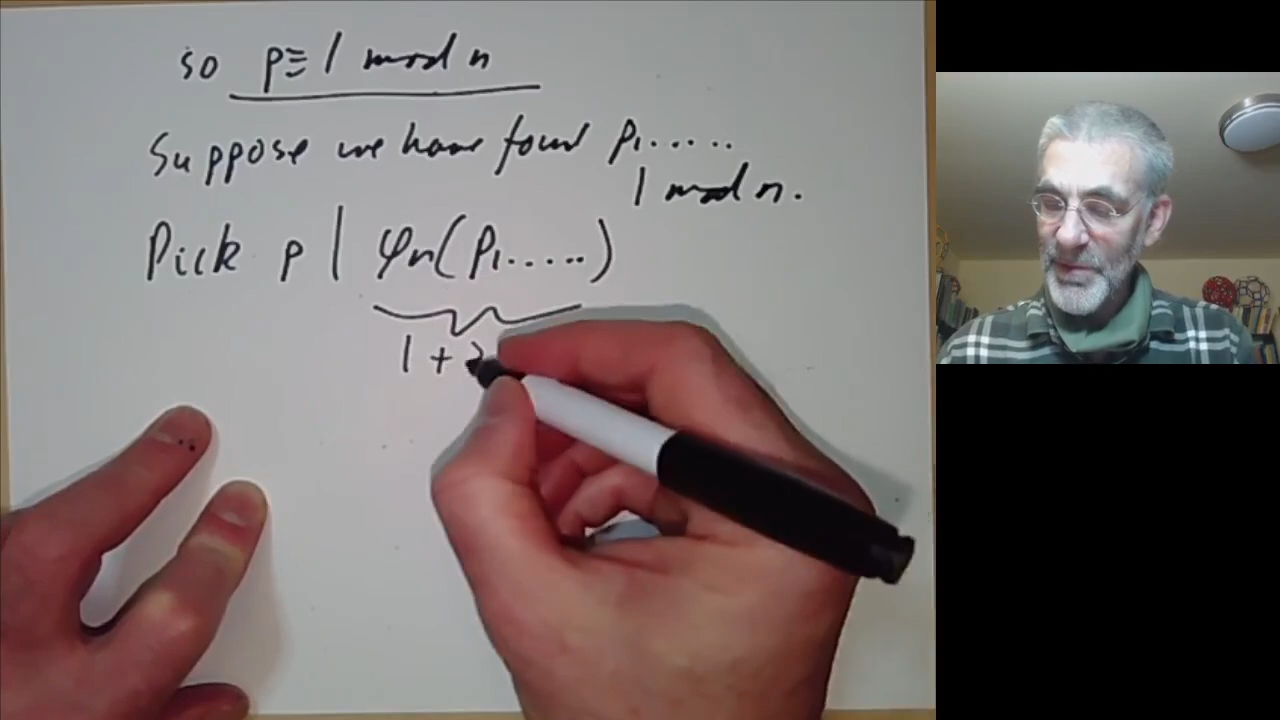 so p ≡ 1 mod n
Suppose we have found p₁.....
1 mod n.
Pick p | φn(p₁.....)
1 +